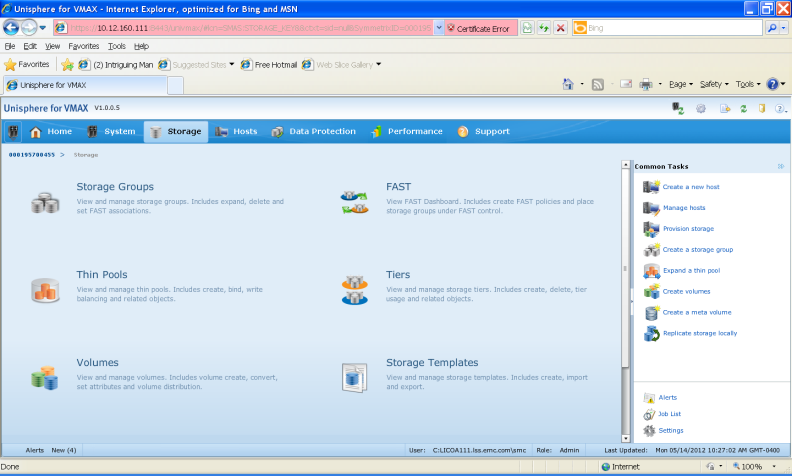 Unisphere for VMAX - Internet Explorer, optimized for Bing and MSN
10.12.160.111
Certificate Error
Bing
File Edit View Favorites Tools Help
Favorites (2) Intriguing Man Suggested Sites Free Hotmail Web Slice Gallery
Unisphere for VMAX
Page Safety Tools
Unisphere for VMAX V1.0.0.5
Home System Storage Hosts Data Protection Performance Support
000195700455 > Storage
Storage Groups
View and manage storage groups. Includes expand, delete and
set FAST associations.
FAST
View FAST Dashboard. Includes create FAST policies and place
storage groups under FAST control.
Thin Pools
View and manage thin pools. Includes create, bind, write
balancing and related objects.
Tiers
View and manage storage tiers. Includes create, delete, tier
usage and related objects.
Volumes
View and manage volumes. Includes volume create, convert,
set attributes and volume distribution.
Storage Templates
View and manage storage templates. Includes create, import
and export.
Common Tasks
Create a new host
Manage hosts
Provision storage
Create a storage group
Expand a thin pool
Create volumes
Create a meta volume
Replicate storage locally
Alerts
Job List
Settings
Alerts New (4) User: C:LICOA111.lss.emc.com\smc Role: Admin Last Updated: Mon 05/14/2012 10:27:02 AM GMT-0400
Done Internet 100%